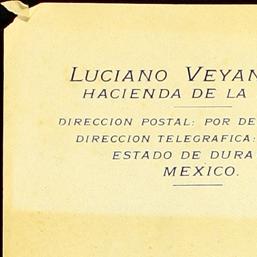 LUCIANO VEYAN
HACIENDA DE LA
DIRECCION POSTAL: POR DE
DIRECCION TELEGRAFICA:
ESTADO DE DURA
MEXICO.